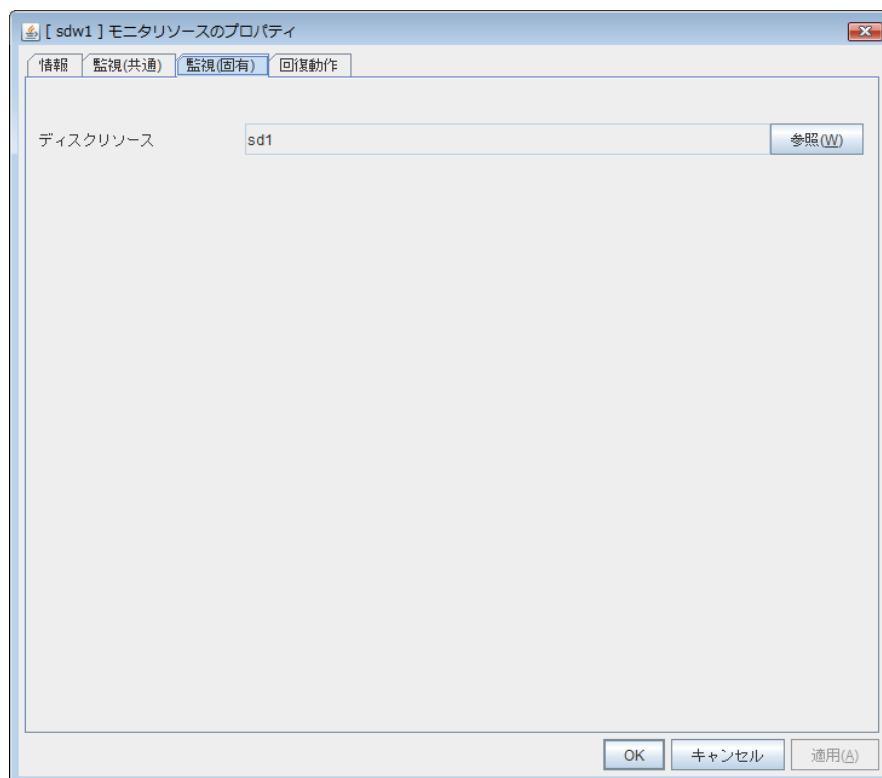 [ sdw1 ] モニタリソースのプロパティ
情報 監視(共通) 監視(固有) 回復動作
ディスクリソース sd1 参照(W)
OK キャンセル 適用(A)